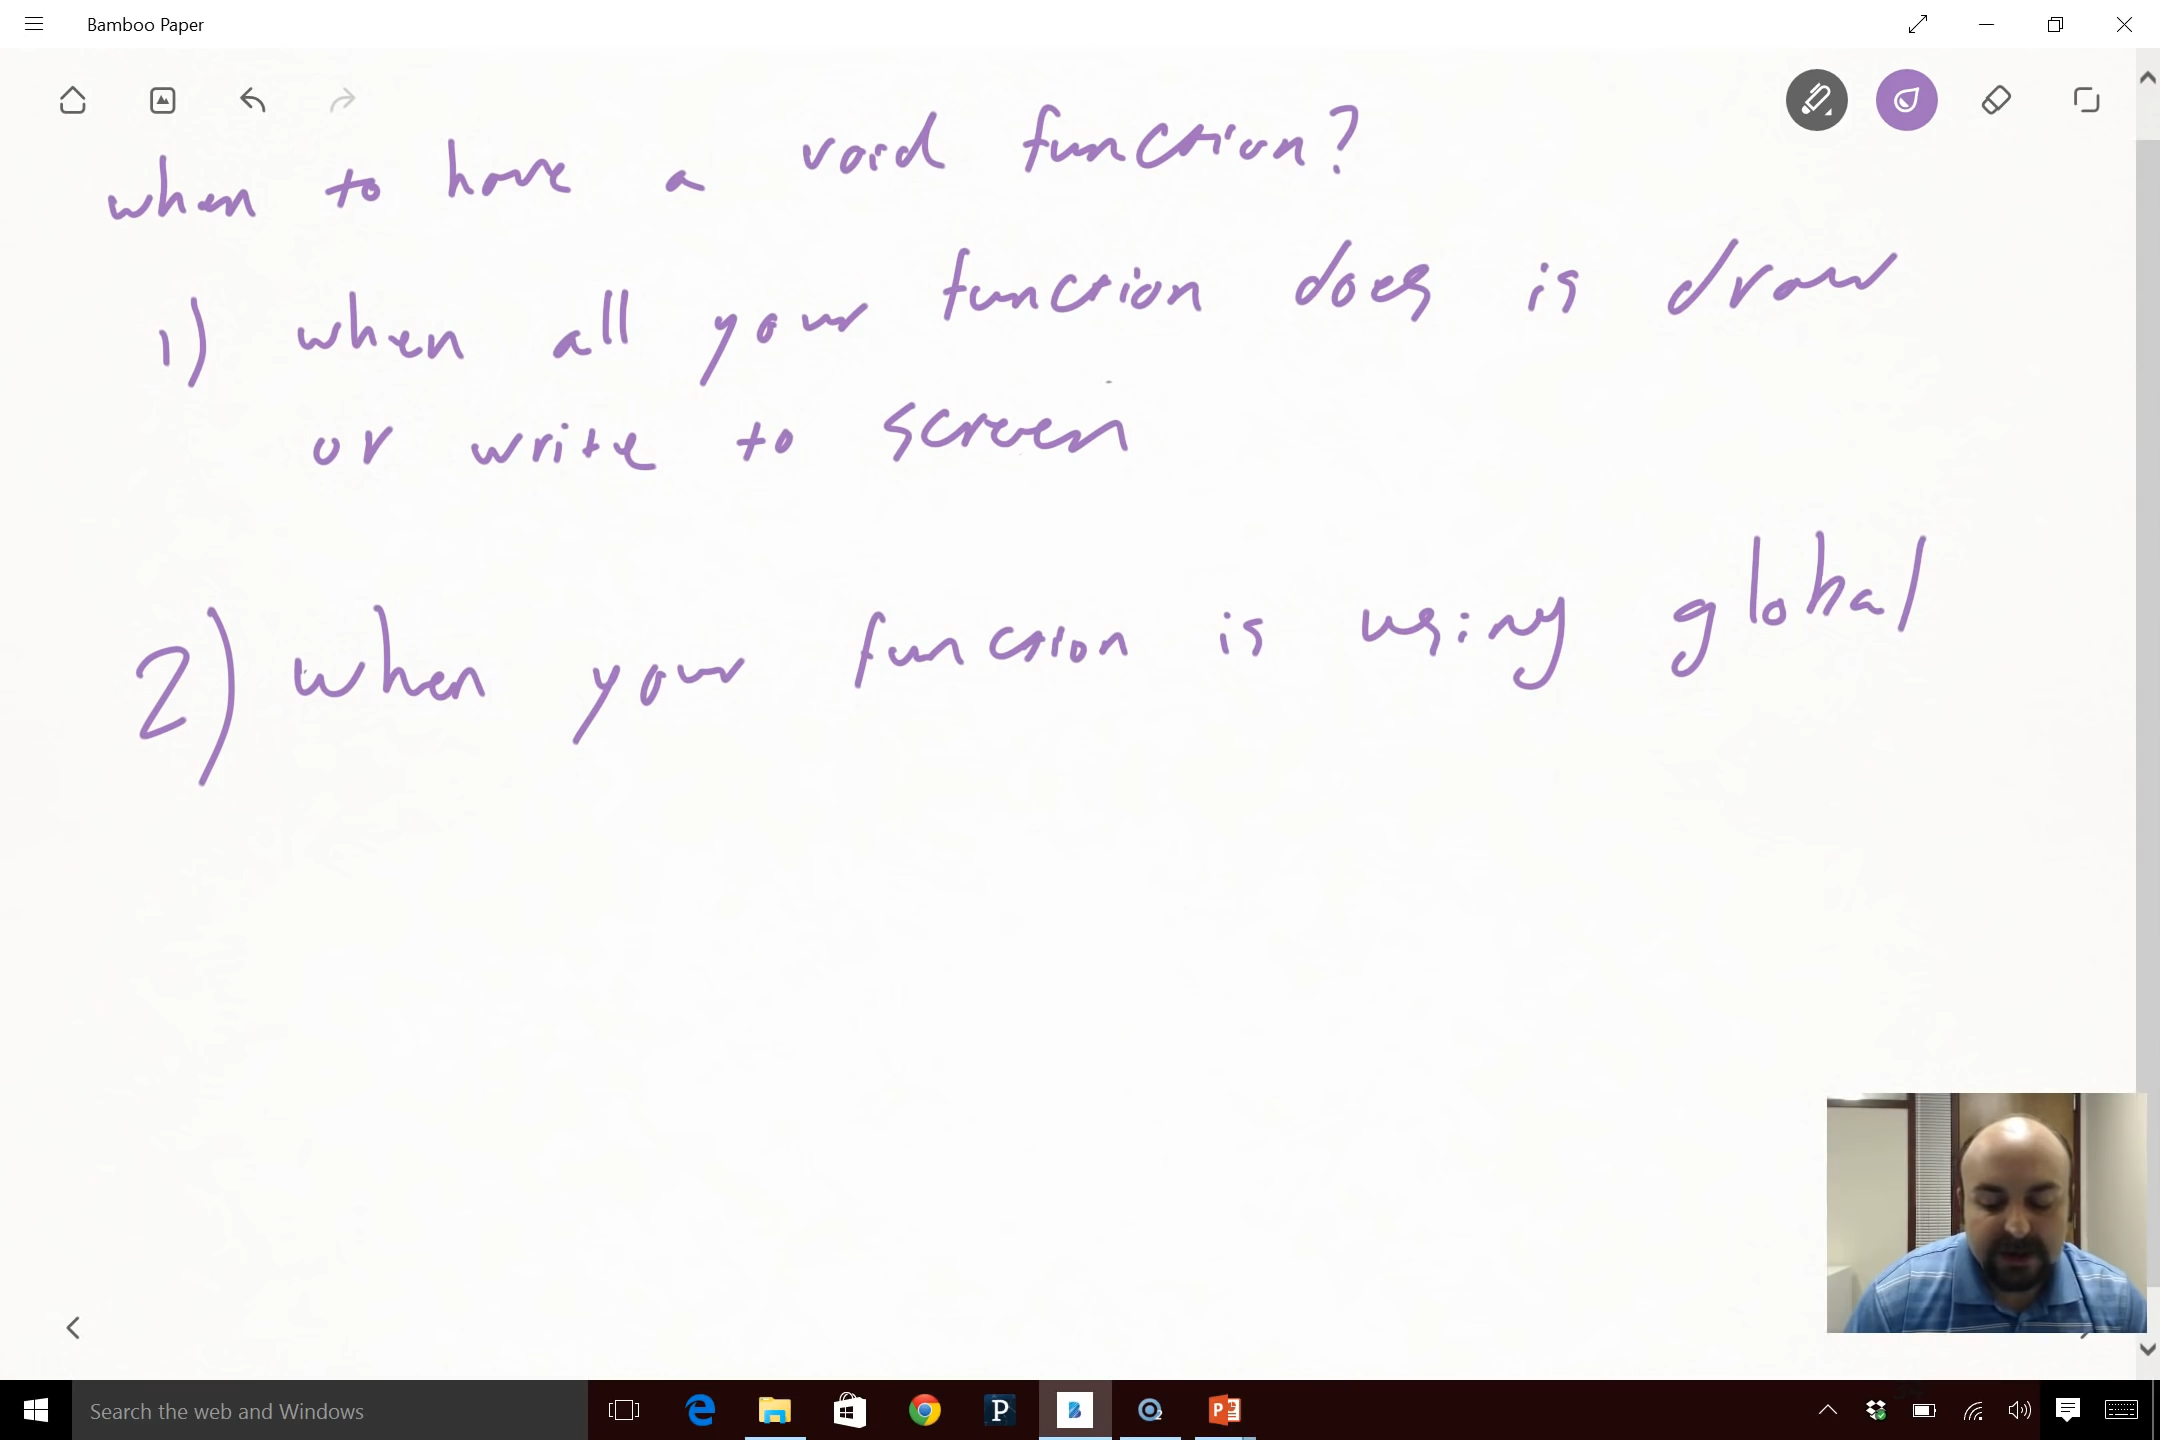 Bamboo Paper
when to have a void function?
1) when all your function does is draw
or write to screen
2) when your function is using global
Search the web and Windows